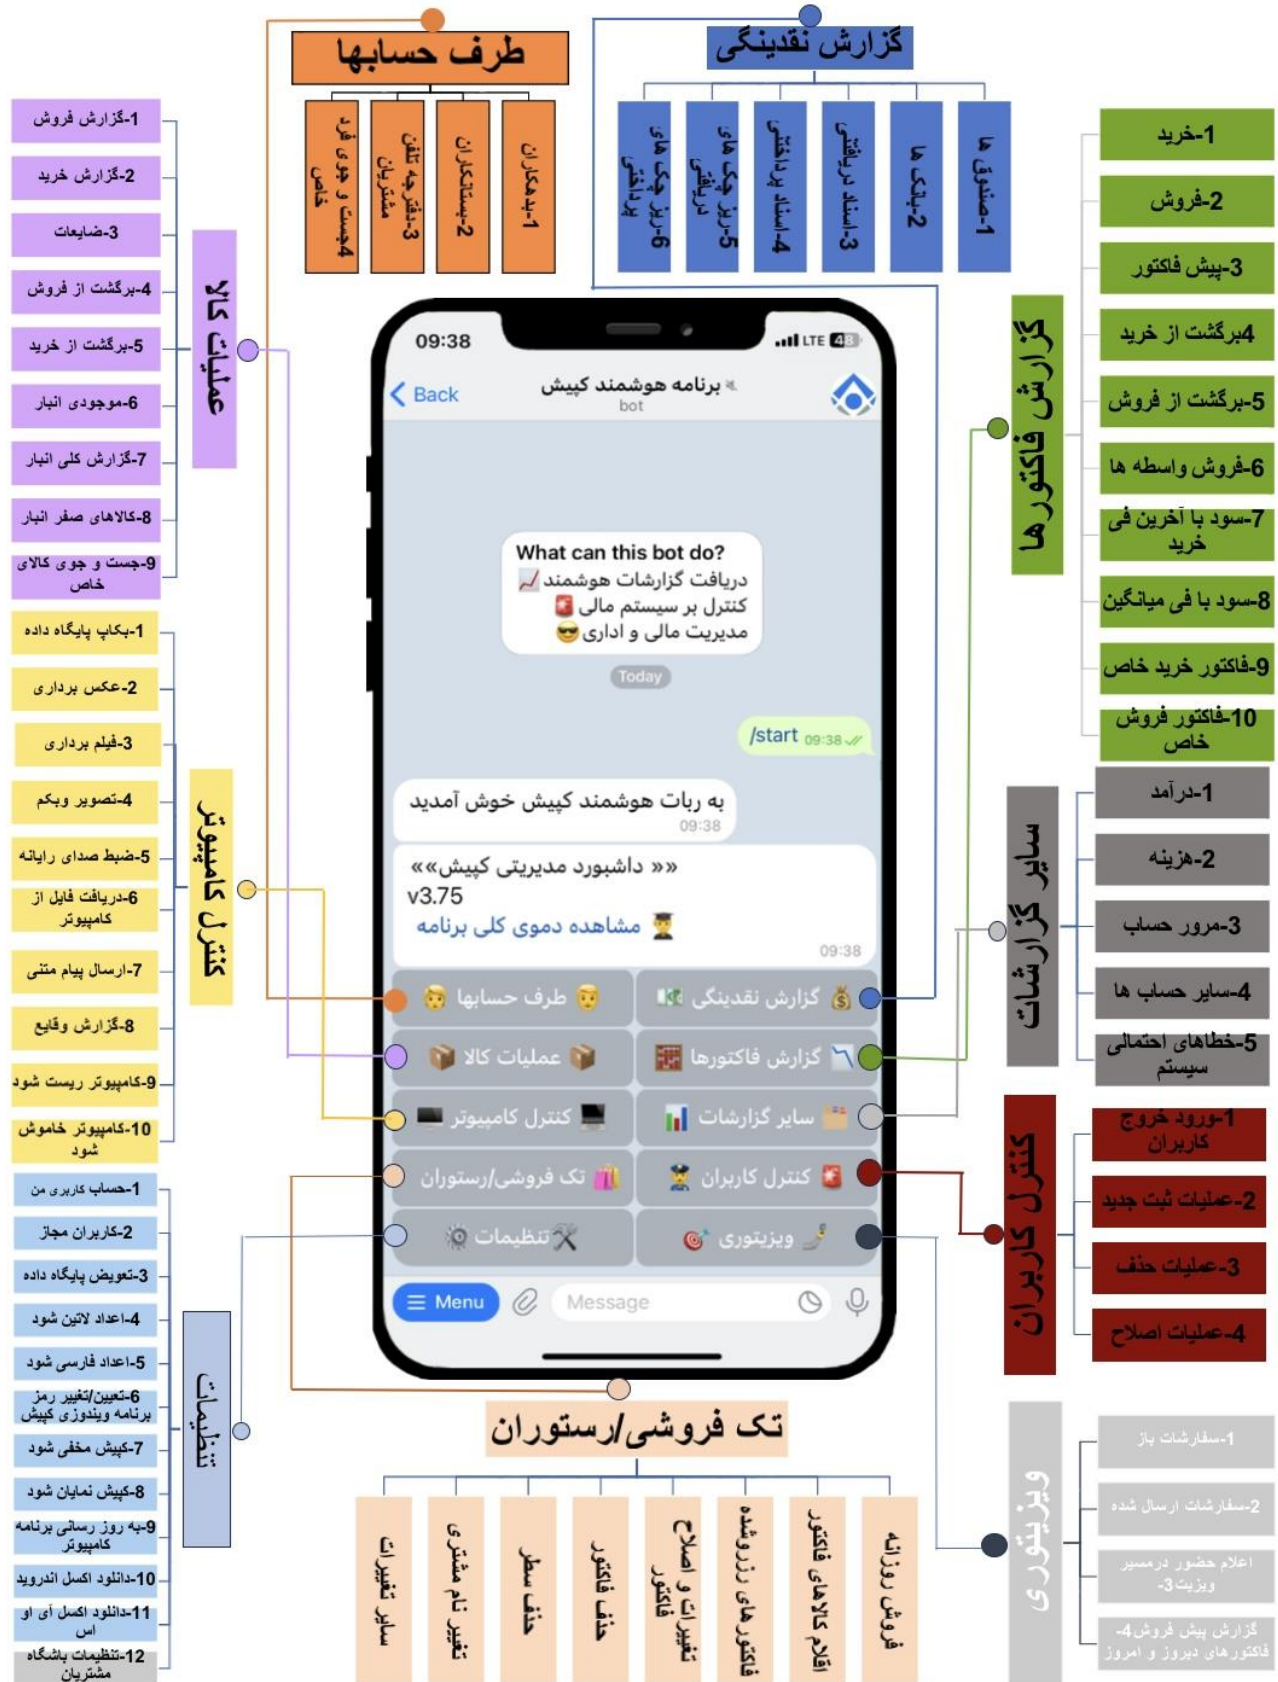 طرف حسابها
1-بدهکاران
2-بستانکاران
3-دفترچه تلفن
مشتریان
4جست و جوی فرد
خاص
گزارش نقدینگی
1-صندوق ها
2-بانک ها
3-اسناد دریافتنی
4-اسناد پرداختنی
5-ریز چک های
دریافتی
6-ریز چک های
پرداختی
گزارش فاکتورها
1-خرید
2-فروش
3-پیش فاکتور
4برگشت از خرید
5-برگشت از فروش
6-فروش واسطه ها
7-سود با آخرین فی
خرید
8-سود با فی میانگین
9-فاکتور خرید خاص
10-فاکتور فروش
خاص
عملیات کالا
1-گزارش فروش
2-گزارش خرید
3-ضایعات
4-برگشت از فروش
5-برگشت از خرید
6-موجودی انبار
7-گزارش کلی انبار
8-کالاهای صفر انبار
9-جست و جوی کالای
خاص
کنترل کامپیوتر
1-بکاپ پایگاه داده
2-عکس برداری
3-فیلم برداری
4-تصویر وبکم
5-ضبط صدای رایانه
6-دریافت فایل از
کامپیوتر
7-ارسال پیام متنی
8-گزارش وقایع
9-کامپیوتر ریست شود
10-کامپیوتر خاموش
شود
09:38
LTE 48
Back
برنامه هوشمند کپیش
bot
What can this bot do?
دریافت گزارشات هوشمند
کنترل بر سیستم مالی
مدیریت مالی و اداری
Today
/start 09:38
به ربات هوشمند کپیش خوش آمدید
09:38
«« داشبورد مدیریتی کپیش»»
v3.75
مشاهده دموی کلی برنامه
09:38
گزارش نقدینگی
طرف حسابها
گزارش فاکتورها
عملیات کالا
سایر گزارشات
کنترل کامپیوتر
کنترل کاربران
تک فروشی/رستوران
ویزیتوری
تنظیمات
Menu
Message
سایر گزارشات
1-درآمد
2-هزینه
3-مرور حساب
4-سایر حساب ها
5-خطاهای احتمالی
سیستم
کنترل کاربران
1-ورود خروج
کاربران
2-عملیات ثبت جدید
3-عملیات حذف
4-عملیات اصلاح
تنظیمات
1-حساب کاربری من
2-کاربران مجاز
3-تعویض پایگاه داده
4-اعداد لاتین شود
5-اعداد فارسی شود
6-تعیین/تغییر رمز
برنامه ویندوزی کپیش
7-کپیش مخفی شود
8-کپیش نمایان شود
9-به روز رسانی برنامه
کامپیوتر
10-دانلود اکسل اندروید
11-دانلود اکسل آی او
اس
12-تنظیمات باشگاه
مشتریان
تک فروشی/رستوران
فروش روزانه
اقلام کالاهای فاکتور
فاکتورهای رزروشده
تغییرات و اصلاح
فاکتور
حذف فاکتور
حذف سطر
تغییر نام مشتری
سایر تغییرات
ویزیتوری
1-سفارشات باز
2-سفارشات ارسال شده
اعلام حضور درمسیر
ویزیت3-
گزارش پیش فروش4-
فاکتورهای دیروز و امروز